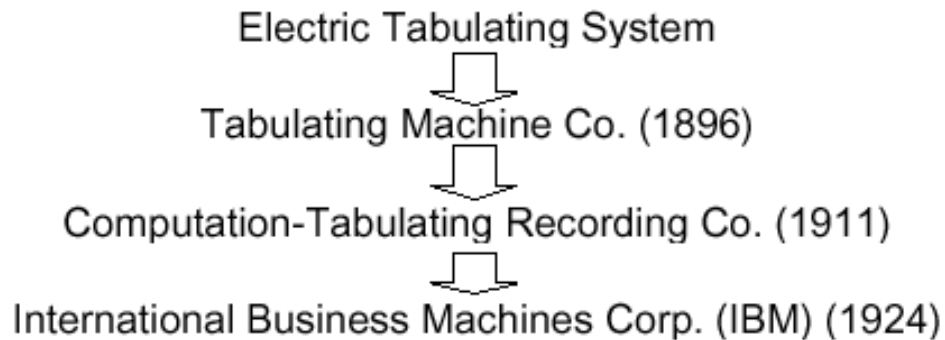 Electric Tabulating System
Tabulating Machine Co. (1896)
Computation-Tabulating Recording Co. (1911)
International Business Machines Corp. (IBM) (1924)